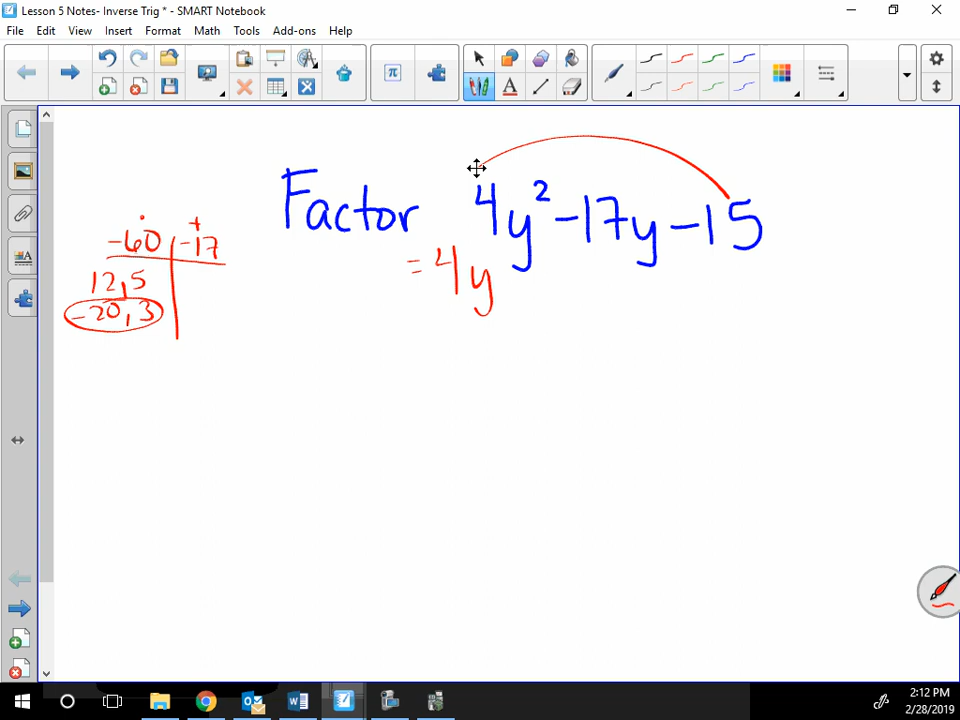 Lesson 5 Notes- Inverse Trig * - SMART Notebook
File Edit View Insert Format Math Tools Add-ons Help
π A
Factor 4y² -17y -15
= 4y
· +
-60 -17
12, 5
-20, 3
2:12 PM
2/28/2019